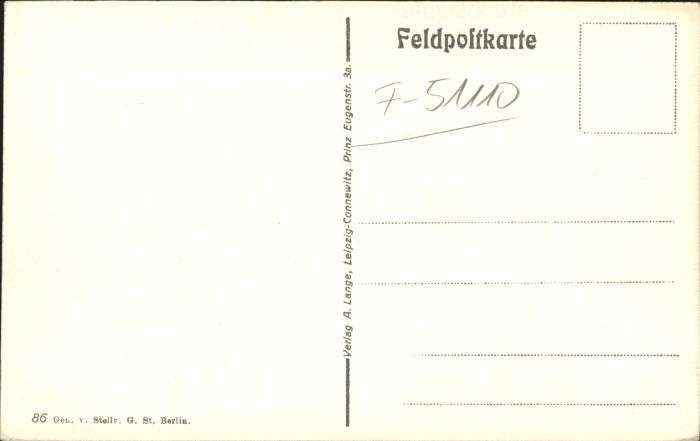 Feldpoſtkarte
F-51110
Verlag A. Lange, Leipzig-Connewitz, Prinz Eugenstr. 3a.
86 Gen. v. Stellv. G. St. Berlin.